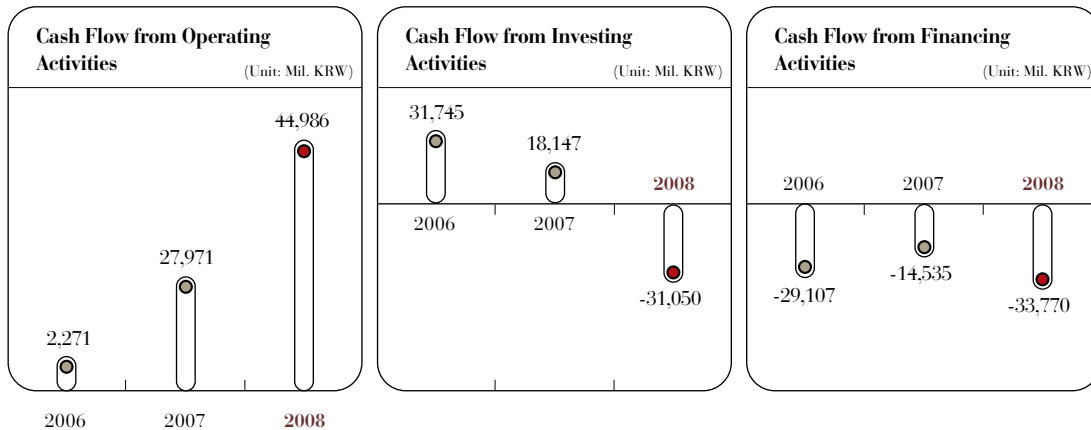 Cash Flow from Operating
Activities
(Unit: Mil. KRW)
44,986
27,971
2,271
2006
2007
2008
Cash Flow from Investing
Activities
(Unit: Mil. KRW)
31,745
18,147
2008
2006
2007
-31,050
Cash Flow from Financing
Activities
(Unit: Mil. KRW)
2006
2007
2008
-29,107
-14,535
-33,770